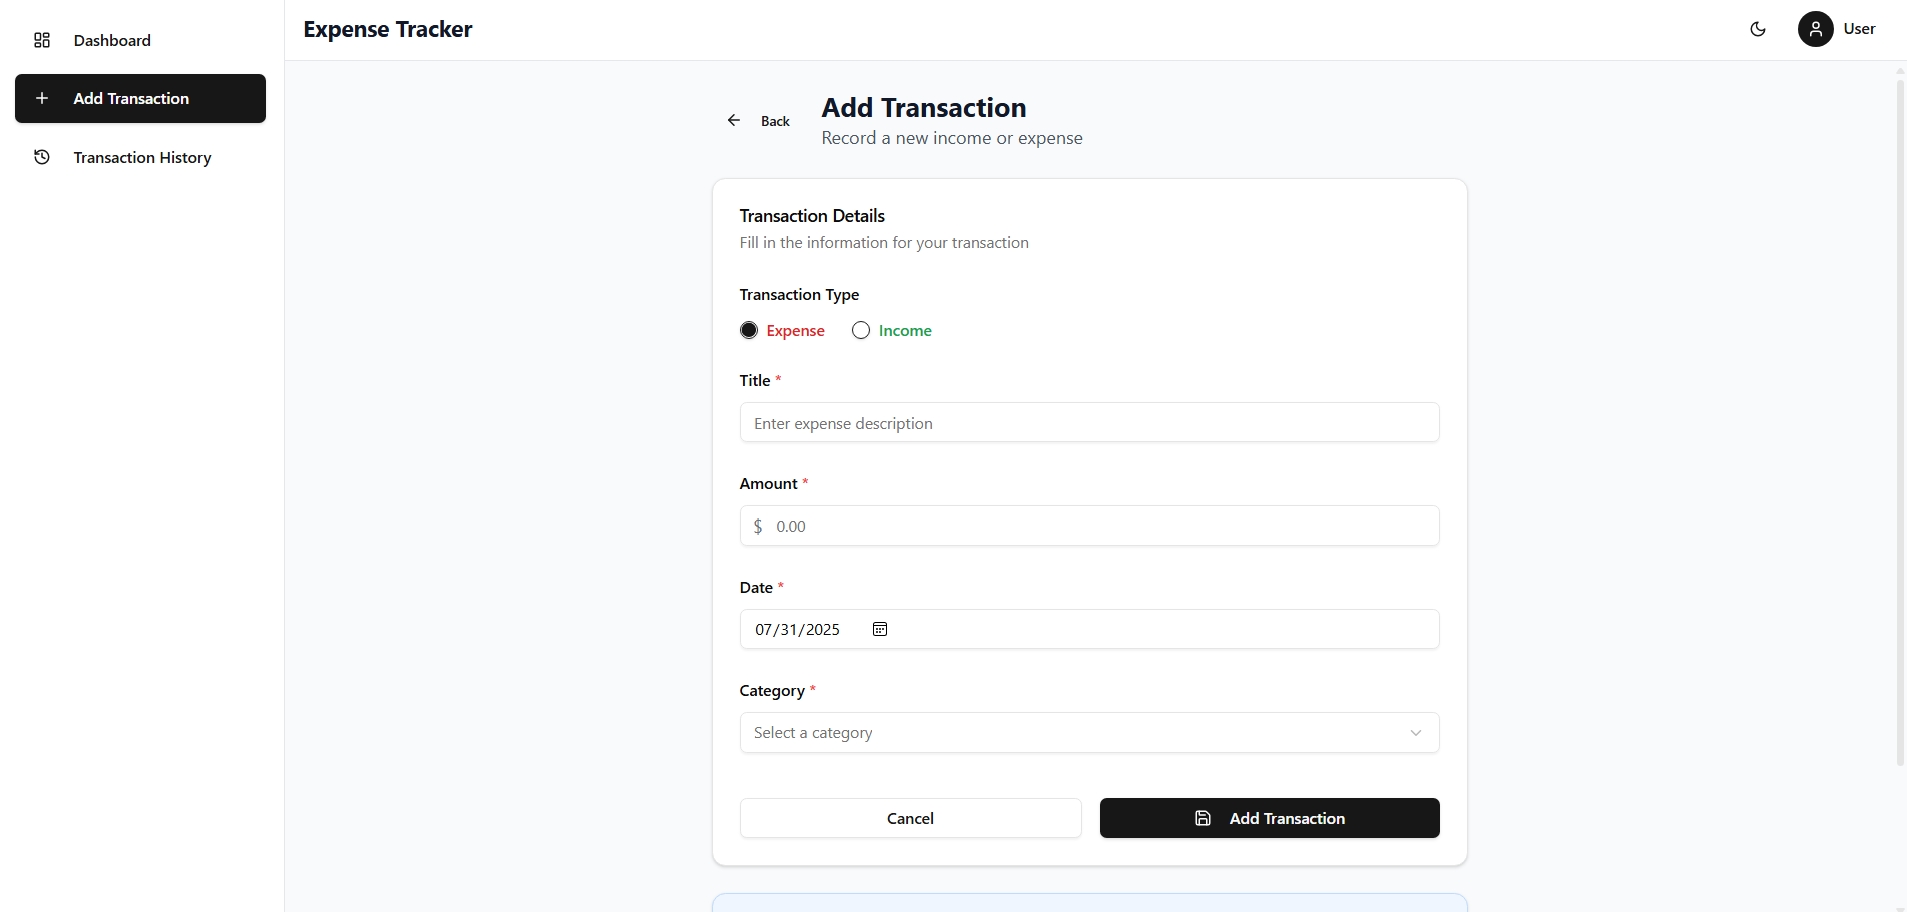 Dashboard
Add Transaction
Transaction History
Expense Tracker
User
Back
Add Transaction
Record a new income or expense
Transaction Details
Fill in the information for your transaction
Transaction Type
Expense
Income
Title *
Enter expense description
Amount *
$ 0.00
Date *
07/31/2025
Category *
Select a category
Cancel
Add Transaction